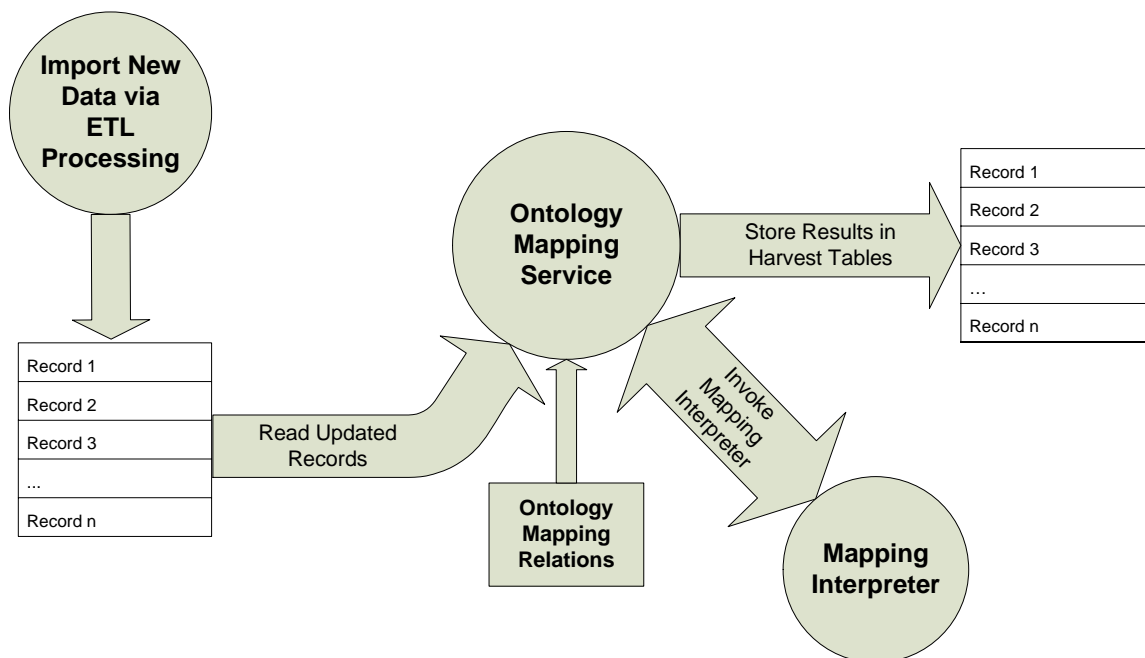 Import New
Data via
ETL
Processing
Record 1
Record 2
Record 3
...
Record n
Read Updated
Records
Ontology
Mapping
Service
Ontology
Mapping
Relations
Invoke
Mapping
Interpreter
Mapping
Interpreter
Store Results in
Harvest Tables
Record 1
Record 2
Record 3
...
Record n